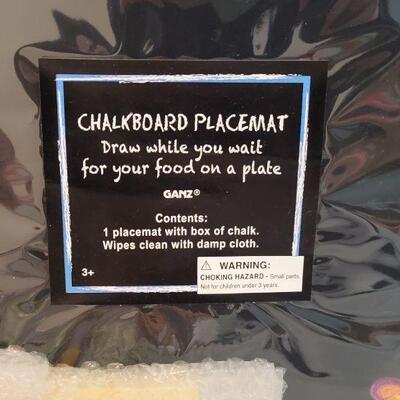 CHALKBOARD PLACEMAT
Draw while you wait
for your food on a plate
GANZ®
Contents:
1 placemat with box of chalk.
Wipes clean with damp cloth.
3+
⚠ WARNING:
CHOKING HAZARD - Small parts.
Not for children under 3 years.